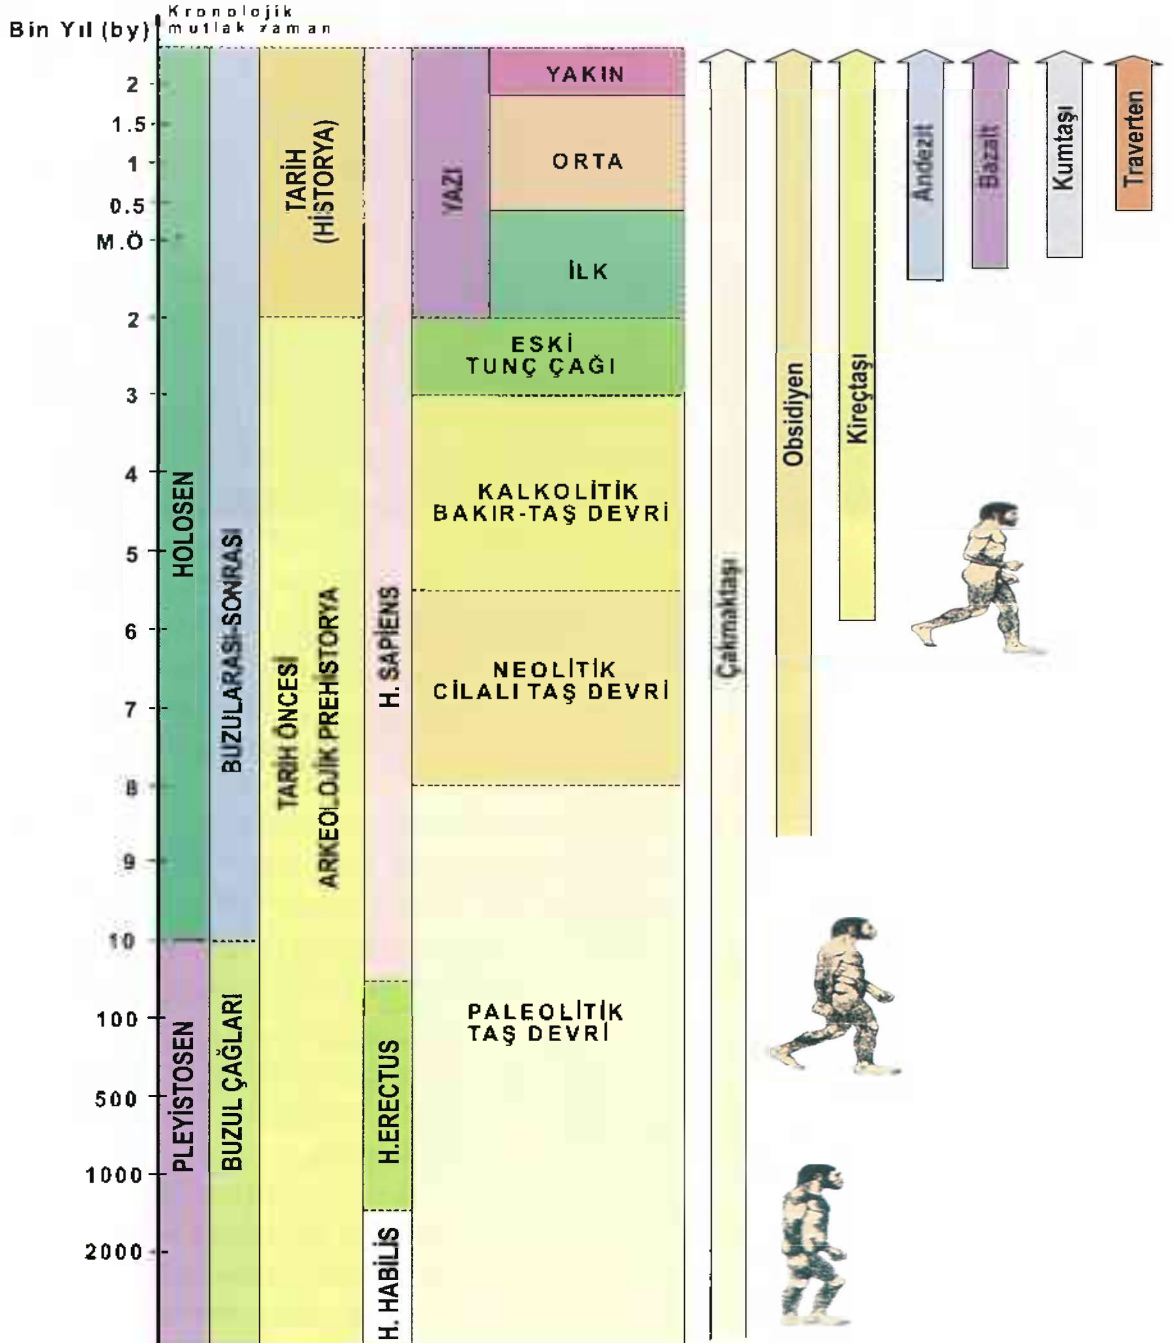 Bin Yıl (by)
Kronolojik
mutlak zaman
2
1.5
1
0.5
M.Ö
2
3
4
5
6
7
8
9
10
100
500
1000
2000
HOLOSEN
PLEYİSTOSEN
BUZULARASI-SONRASI
BUZUL ÇAĞLARI
TARİH
(HİSTORYA)
TARİH ÖNCESİ
ARKEOLOJİK PREHİSTORYA
H. SAPİENS
H.ERECTUS
H. HABİLİS
YAZI
YAKIN
ORTA
İLK
ESKİ
TUNÇ ÇAĞI
KALKOLİTİK
BAKIR-TAŞ DEVRİ
NEOLİTİK
CİLALI TAŞ DEVRİ
PALEOLİTİK
TAŞ DEVRİ
Çakmaktaşı
Obsidiyen
Kireçtaşı
Andezit
Bazalt
Kumtaşı
Traverten